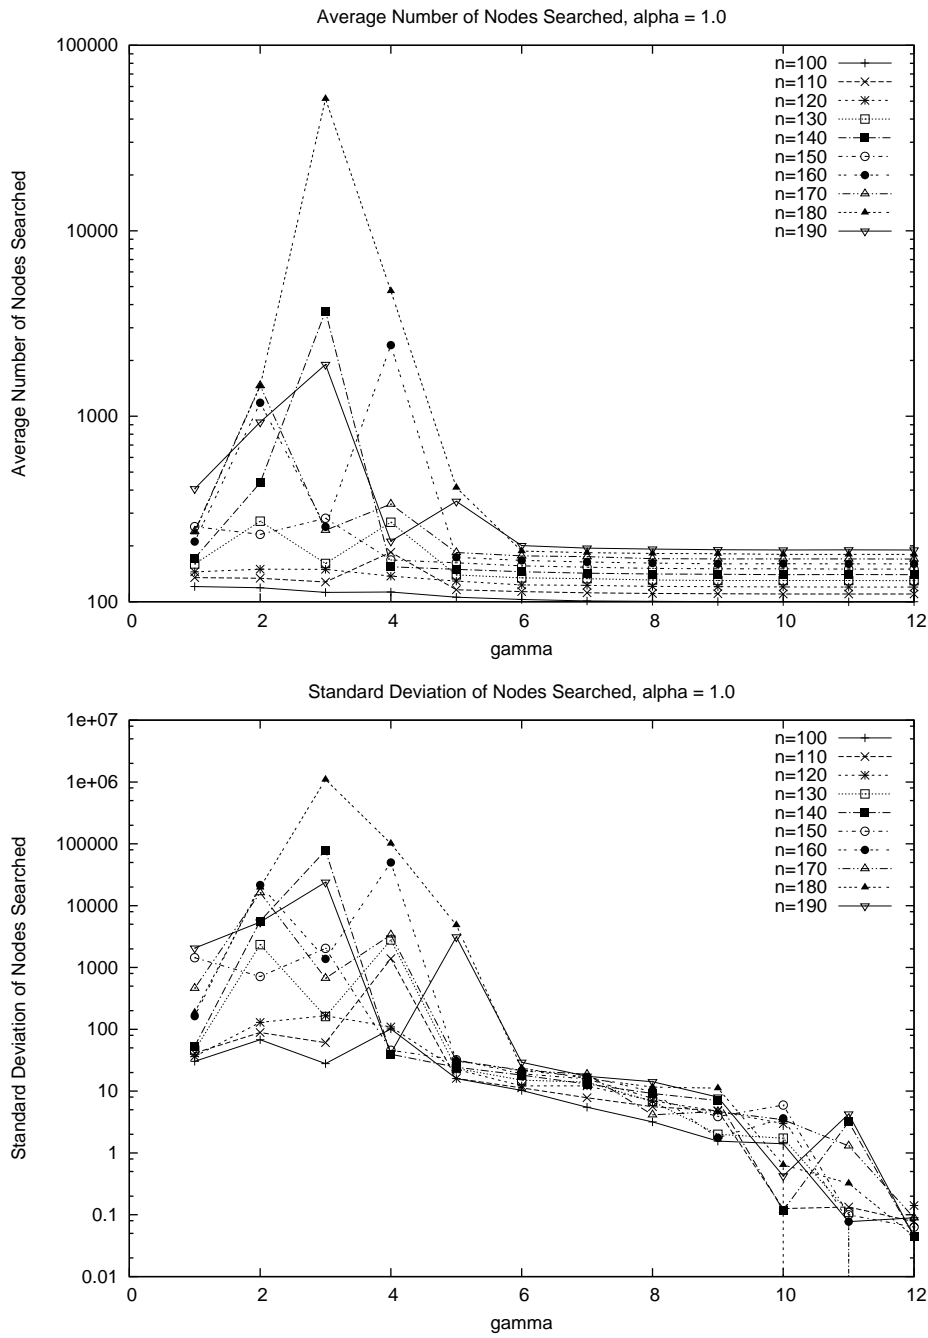 Average Number of Nodes Searched, alpha = 1.0
100000
10000
1000
100
Average Number of Nodes Searched
n=100
n=110
n=120
n=130
n=140
n=150
n=160
n=170
n=180
n=190
0 2 4 6 8 10 12
gamma
Standard Deviation of Nodes Searched, alpha = 1.0
1e+07
1e+06
100000
10000
1000
100
10
1
0.1
0.01
Standard Deviation of Nodes Searched
n=100
n=110
n=120
n=130
n=140
n=150
n=160
n=170
n=180
n=190
0 2 4 6 8 10 12
gamma